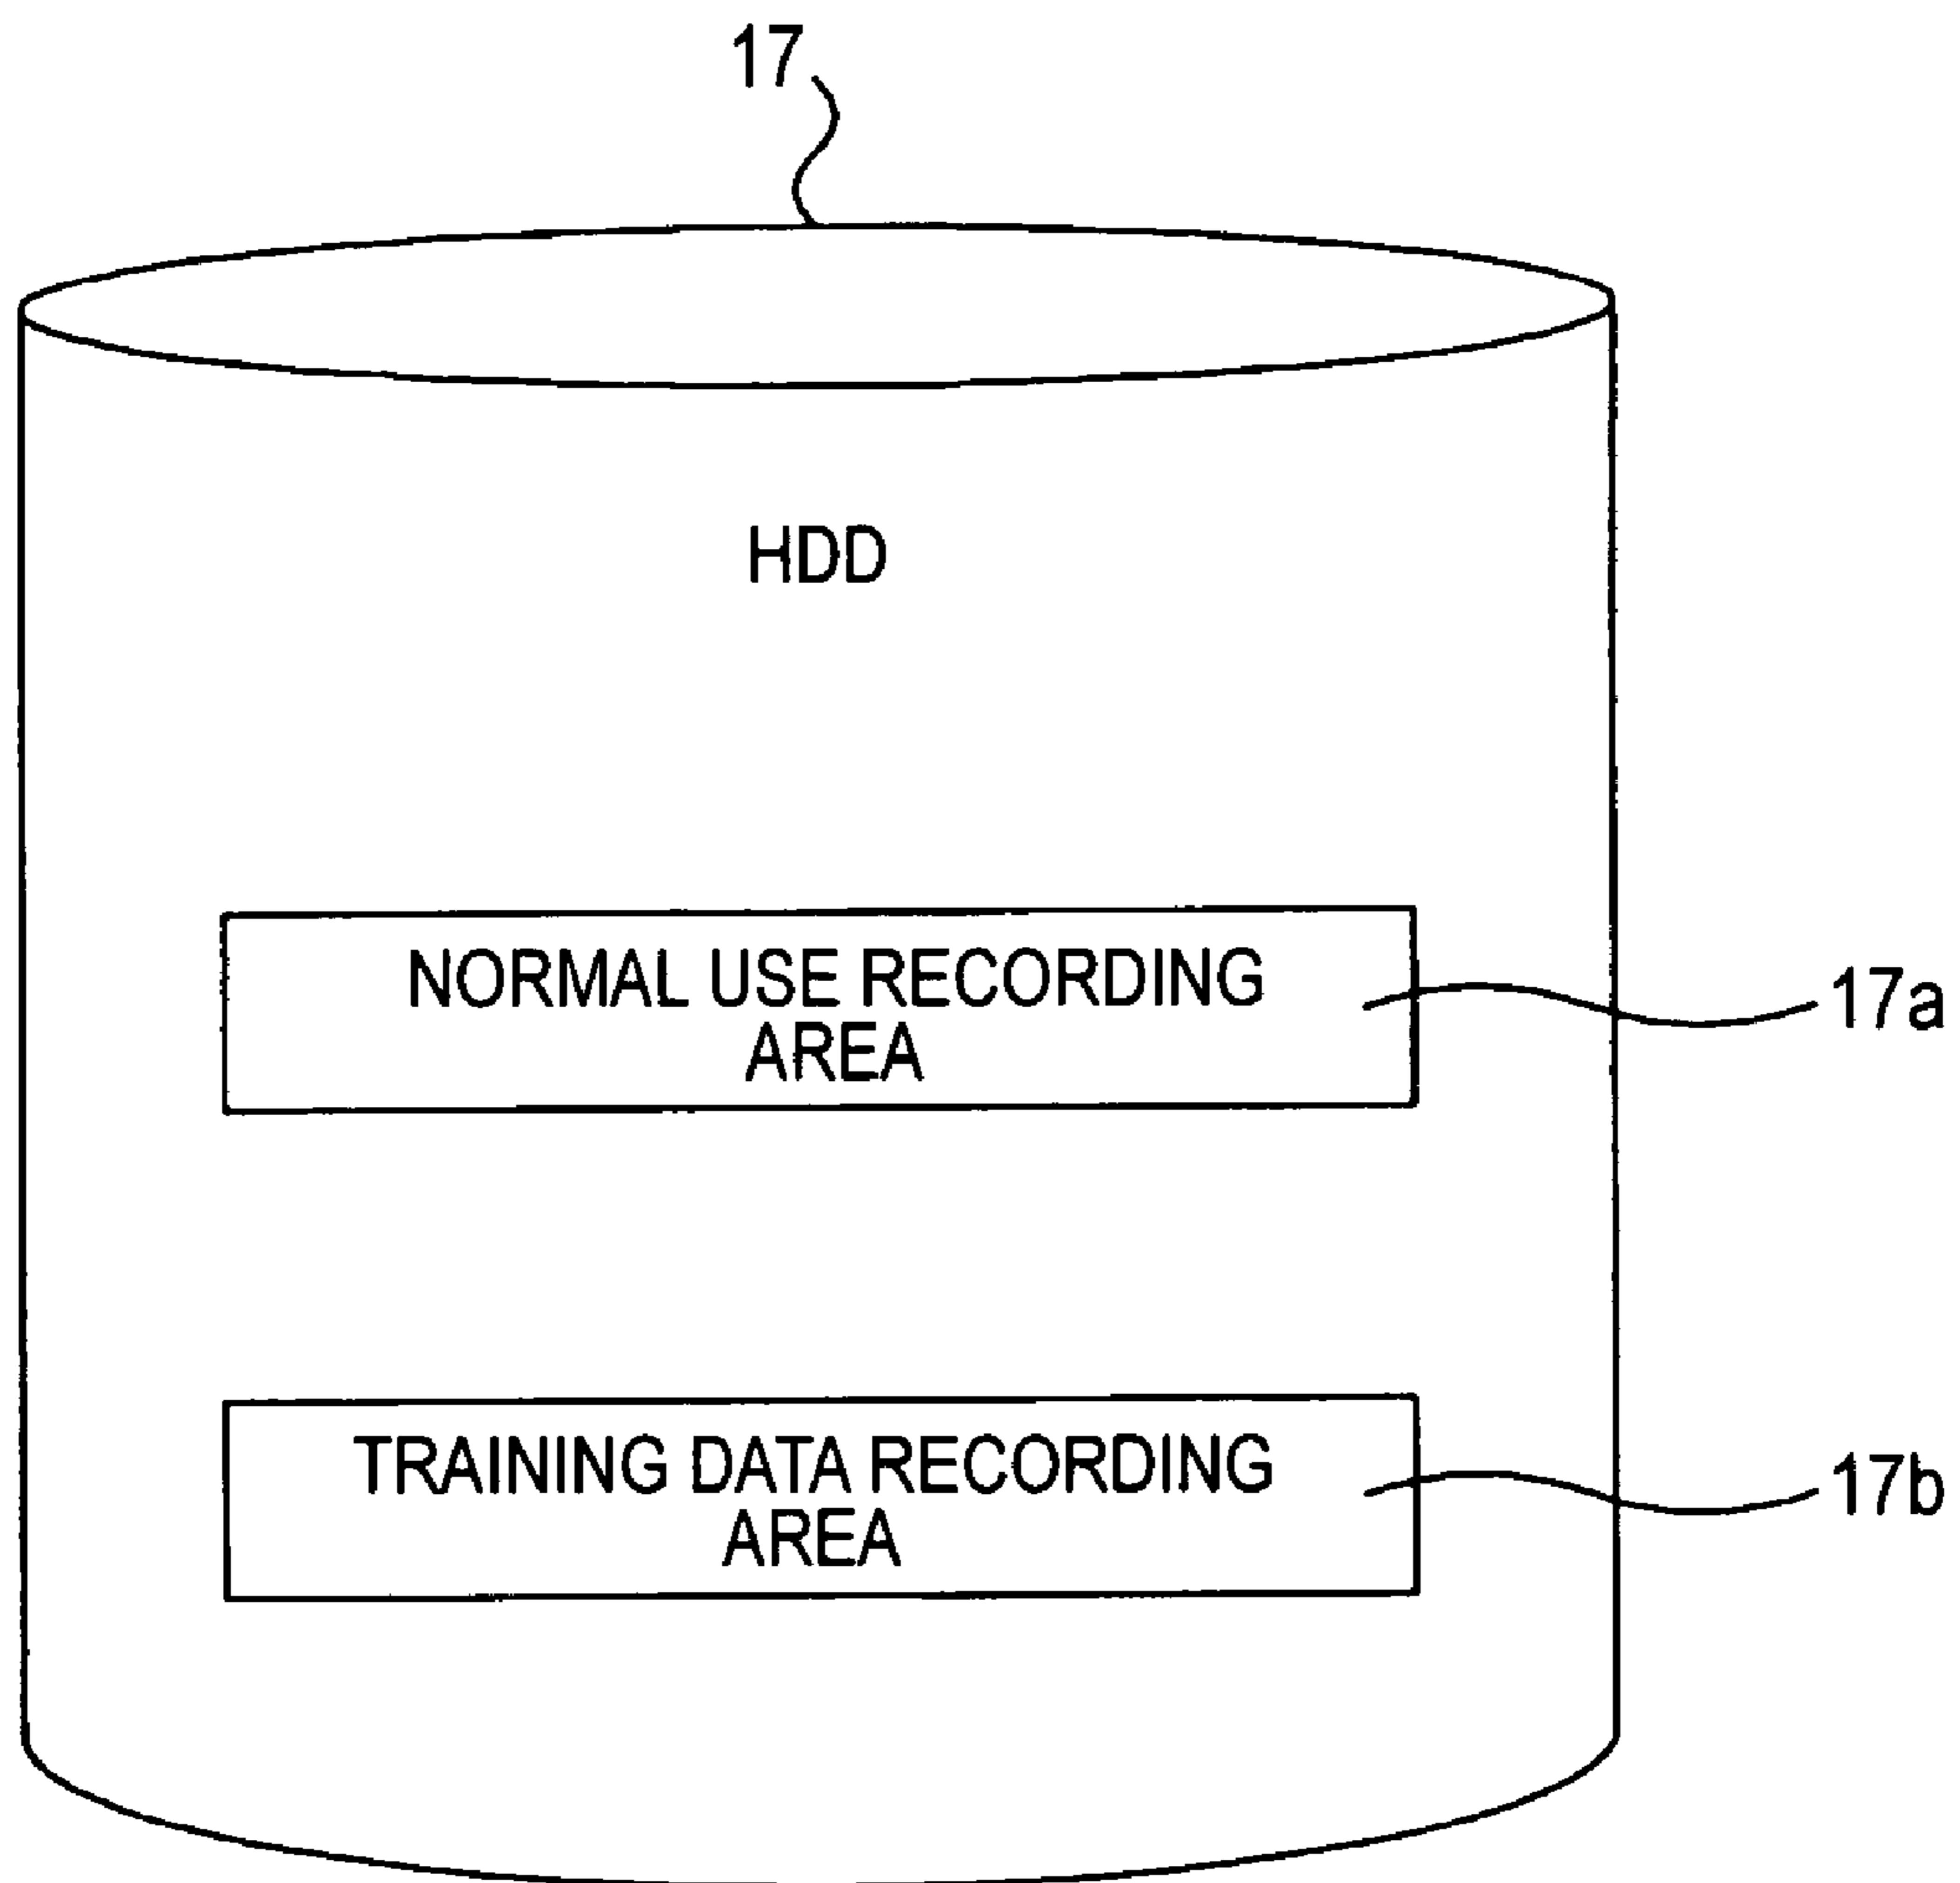 17
HDD
NORMAL USE RECORDING
AREA
17a
TRAINING DATA RECORDING
AREA
17b